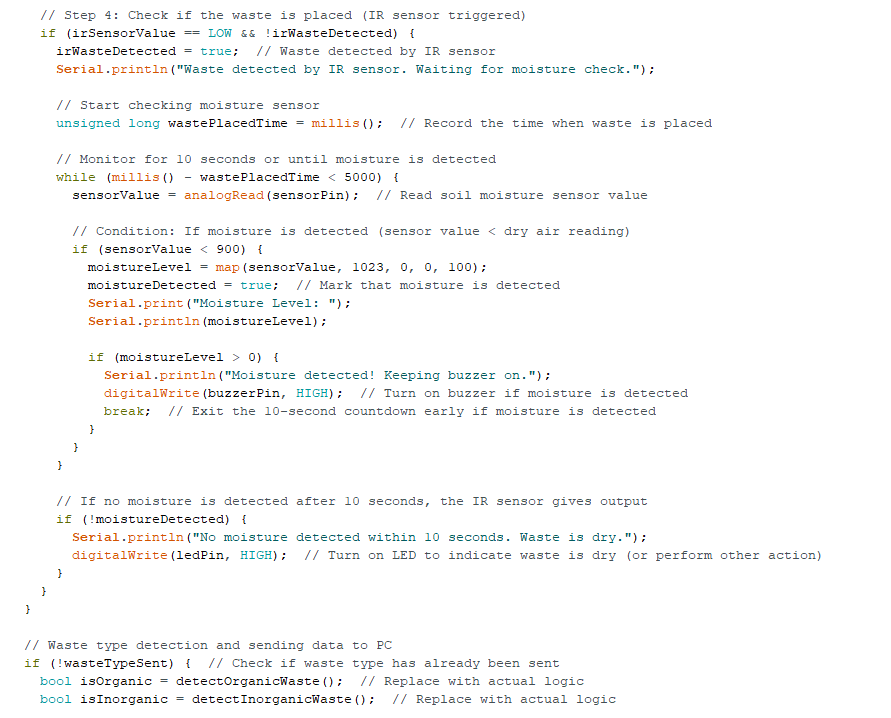 // Step 4: Check if the waste is placed (IR sensor triggered)
if (irSensorValue == LOW && !irWasteDetected) {
irWasteDetected = true;  // Waste detected by IR sensor
Serial.println("Waste detected by IR sensor. Waiting for moisture check.");
// Start checking moisture sensor
unsigned long wastePlacedTime = millis();  // Record the time when waste is placed
// Monitor for 10 seconds or until moisture is detected
while (millis() - wastePlacedTime < 5000) {
sensorValue = analogRead(sensorPin);  // Read soil moisture sensor value
// Condition: If moisture is detected (sensor value < dry air reading)
if (sensorValue < 900) {
moistureLevel = map(sensorValue, 1023, 0, 0, 100);
moistureDetected = true;  // Mark that moisture is detected
Serial.print("Moisture Level: ");
Serial.println(moistureLevel);
if (moistureLevel > 0) {
Serial.println("Moisture detected! Keeping buzzer on.");
digitalWrite(buzzerPin, HIGH);  // Turn on buzzer if moisture is detected
break;  // Exit the 10-second countdown early if moisture is detected
}
}
}
// If no moisture is detected after 10 seconds, the IR sensor gives output
if (!moistureDetected) {
Serial.println("No moisture detected within 10 seconds. Waste is dry.");
digitalWrite(ledPin, HIGH);  // Turn on LED to indicate waste is dry (or perform other action)
}
}
}
// Waste type detection and sending data to PC
if (!wasteTypeSent) {  // Check if waste type has already been sent
bool isOrganic = detectOrganicWaste();  // Replace with actual logic
bool isInorganic = detectInorganicWaste();  // Replace with actual logic